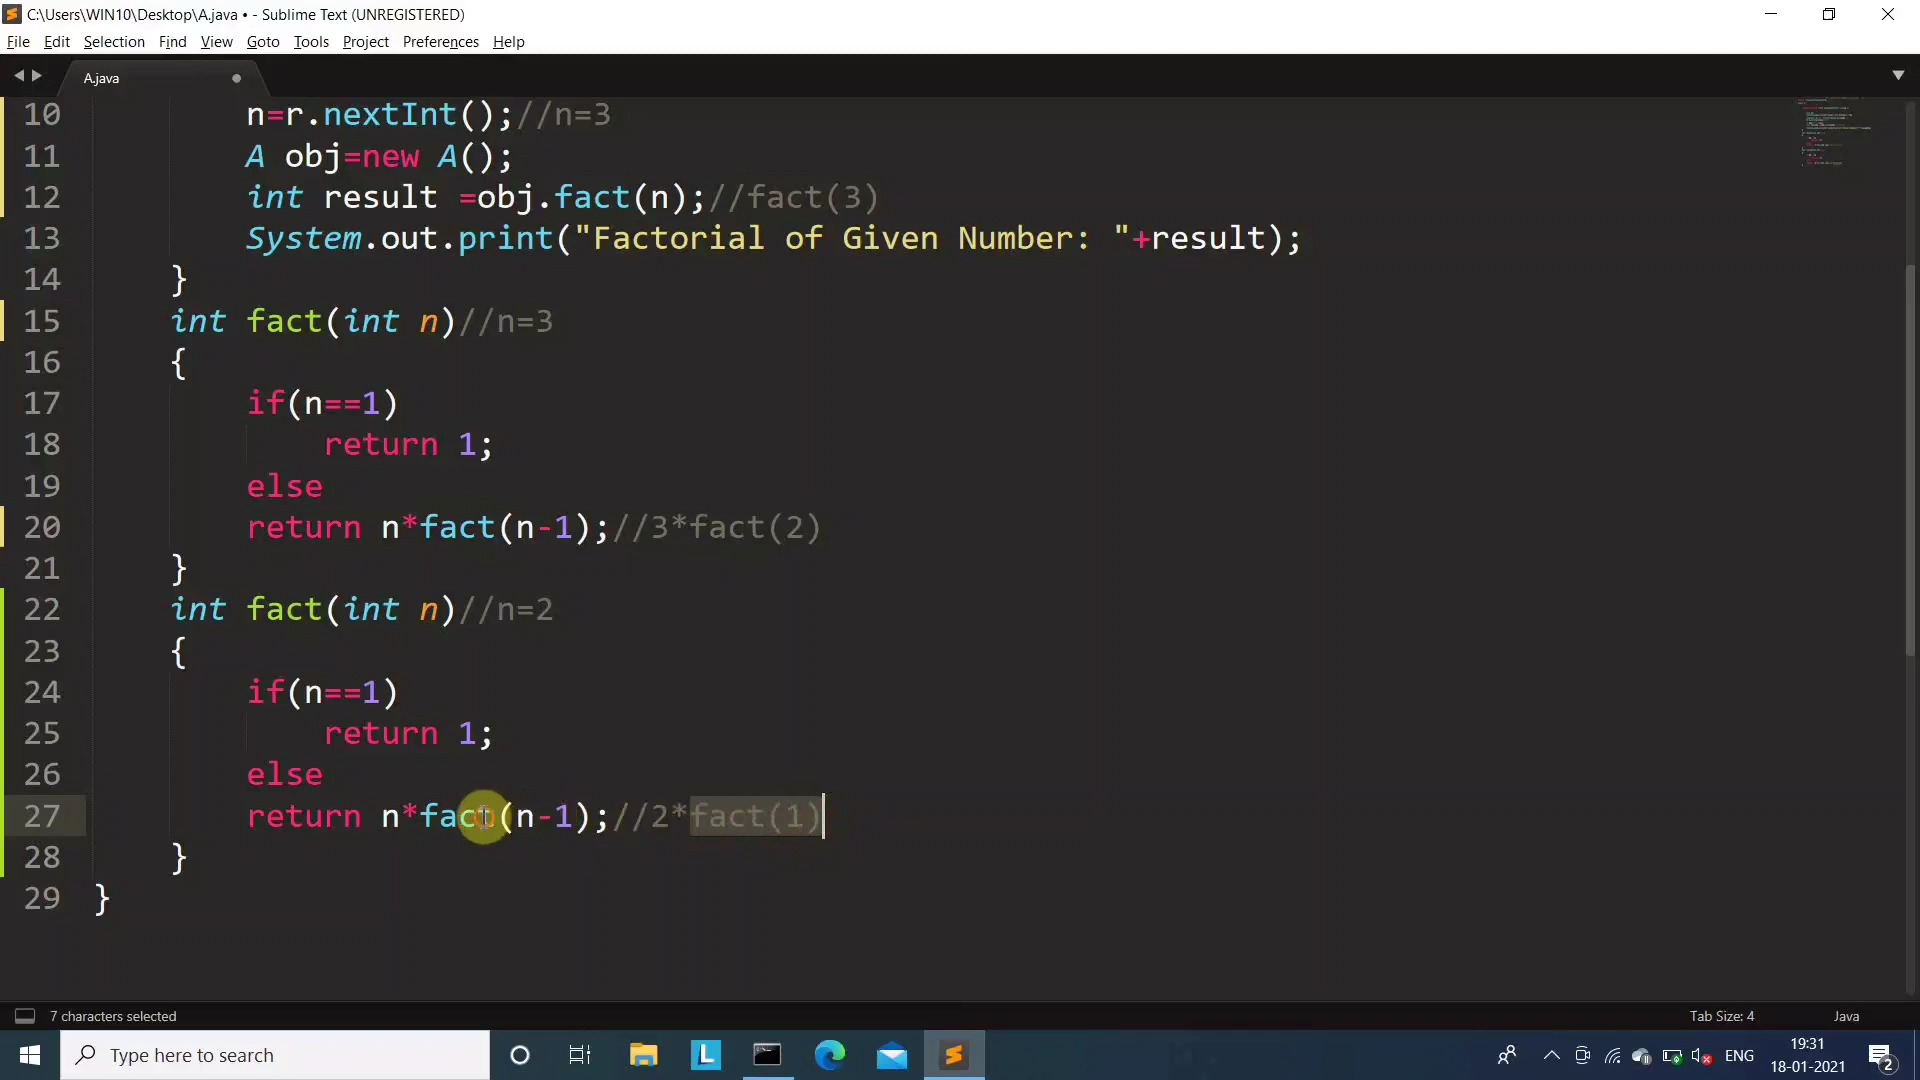 C:\Users\WIN10\Desktop\A.java • - Sublime Text (UNREGISTERED)
File Edit Selection Find View Goto Tools Project Preferences Help
A.java
10 n=r.nextInt();//n=3
11 A obj=new A();
12 int result =obj.fact(n);//fact(3)
13 System.out.print("Factorial of Given Number: "+result);
14 }
15 int fact(int n)//n=3
16 {
17 if(n==1)
18 return 1;
19 else
20 return n*fact(n-1);//3*fact(2)
21 }
22 int fact(int n)//n=2
23 {
24 if(n==1)
25 return 1;
26 else
27 return n*fact(n-1);//2*fact(1)
28 }
29 }
7 characters selected Tab Size: 4 Java
Type here to search
L
ENG
19:31
18-01-2021
2